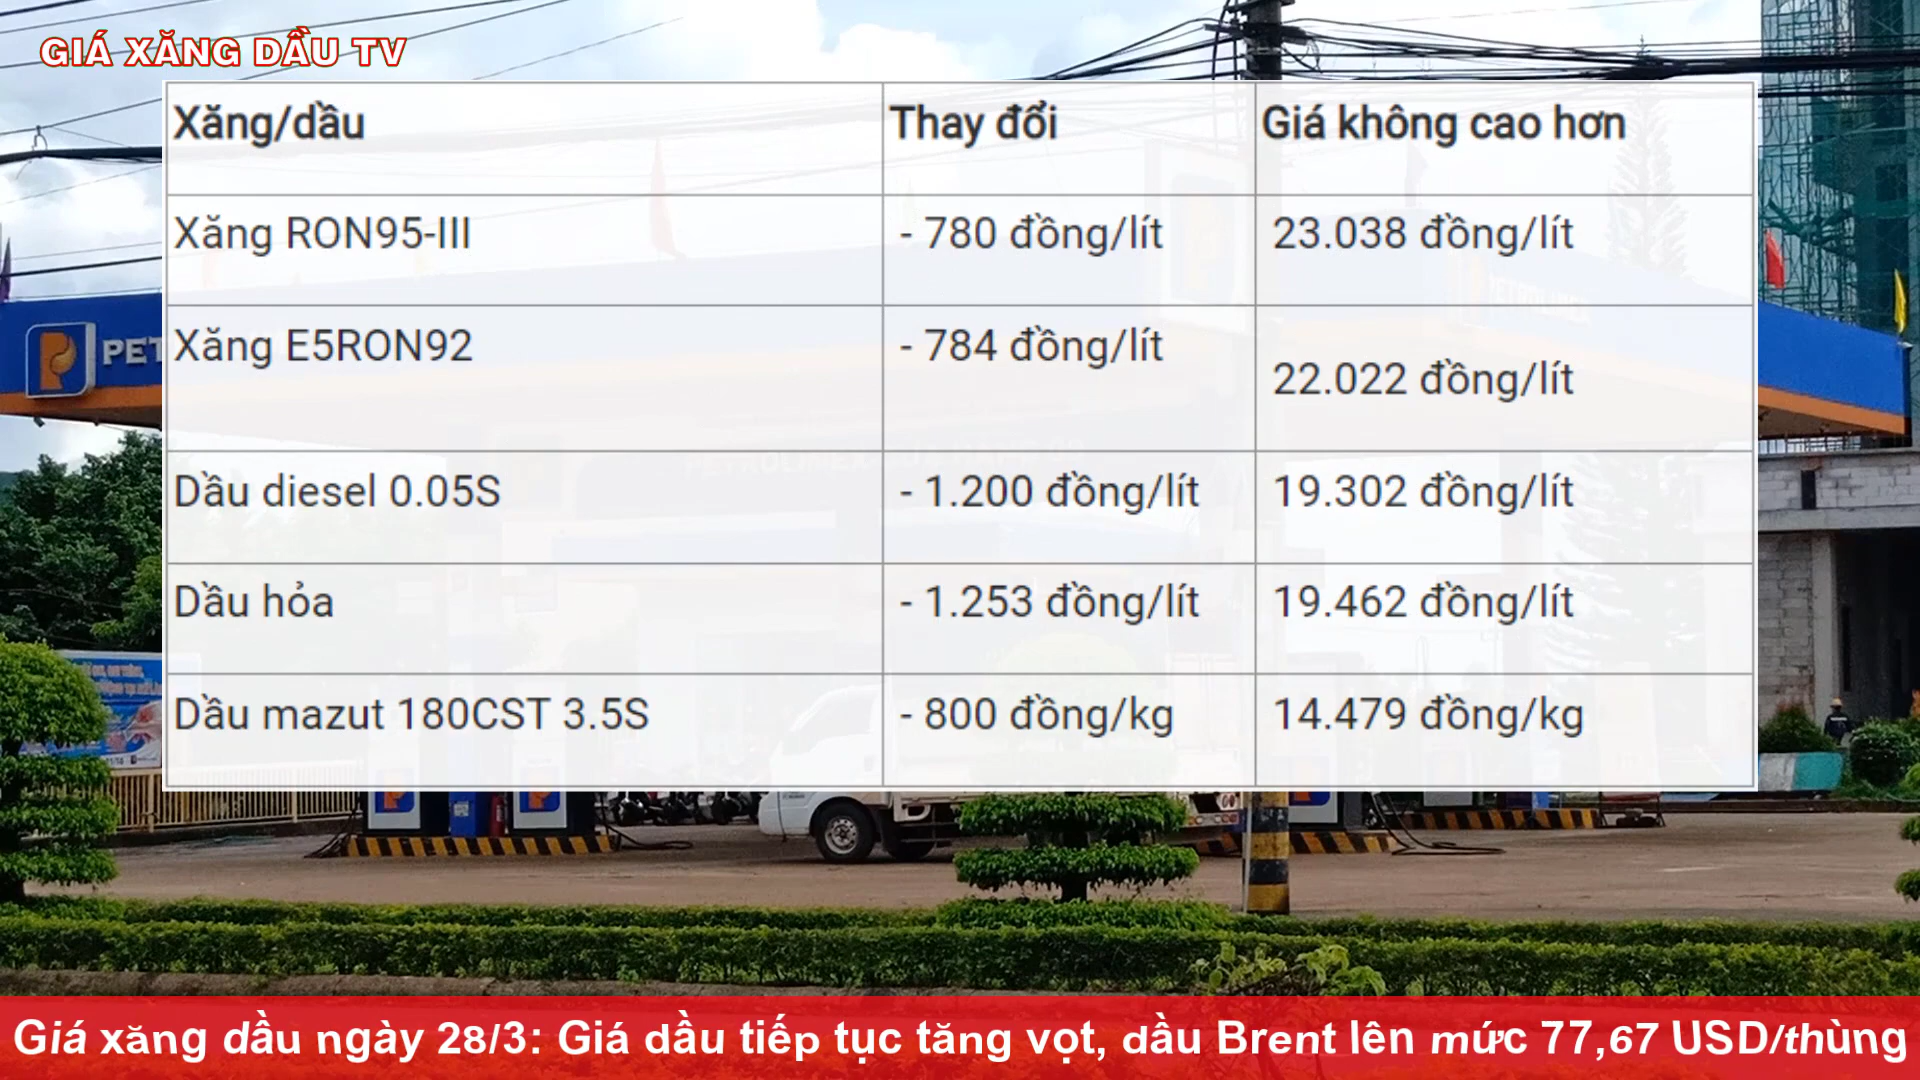 GIÁ XĂNG DẦU TV
Xăng/dầu Thay đổi Giá không cao hơn
Xăng RON95-III - 780 đồng/lít 23.038 đồng/lít
Xăng E5RON92 - 784 đồng/lít 22.022 đồng/lít
PET
Dầu diesel 0.05S - 1.200 đồng/lít 19.302 đồng/lít
Dầu hỏa - 1.253 đồng/lít 19.462 đồng/lít
Dầu mazut 180CST 3.5S - 800 đồng/kg 14.479 đồng/kg
Giá xăng dầu ngày 28/3: Giá dầu tiếp tục tăng vọt, dầu Brent lên mức 77,67 USD/thùng